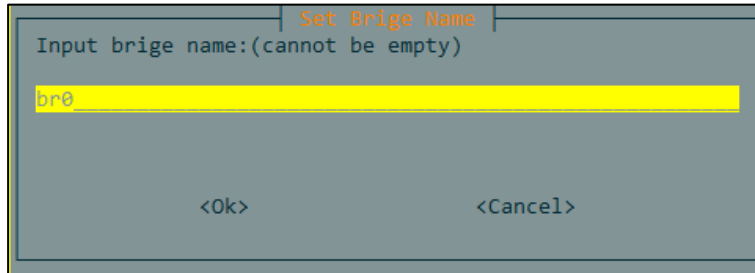 Set Brige Name
Input brige name:(cannot be empty)
br0
<Ok> <Cancel>